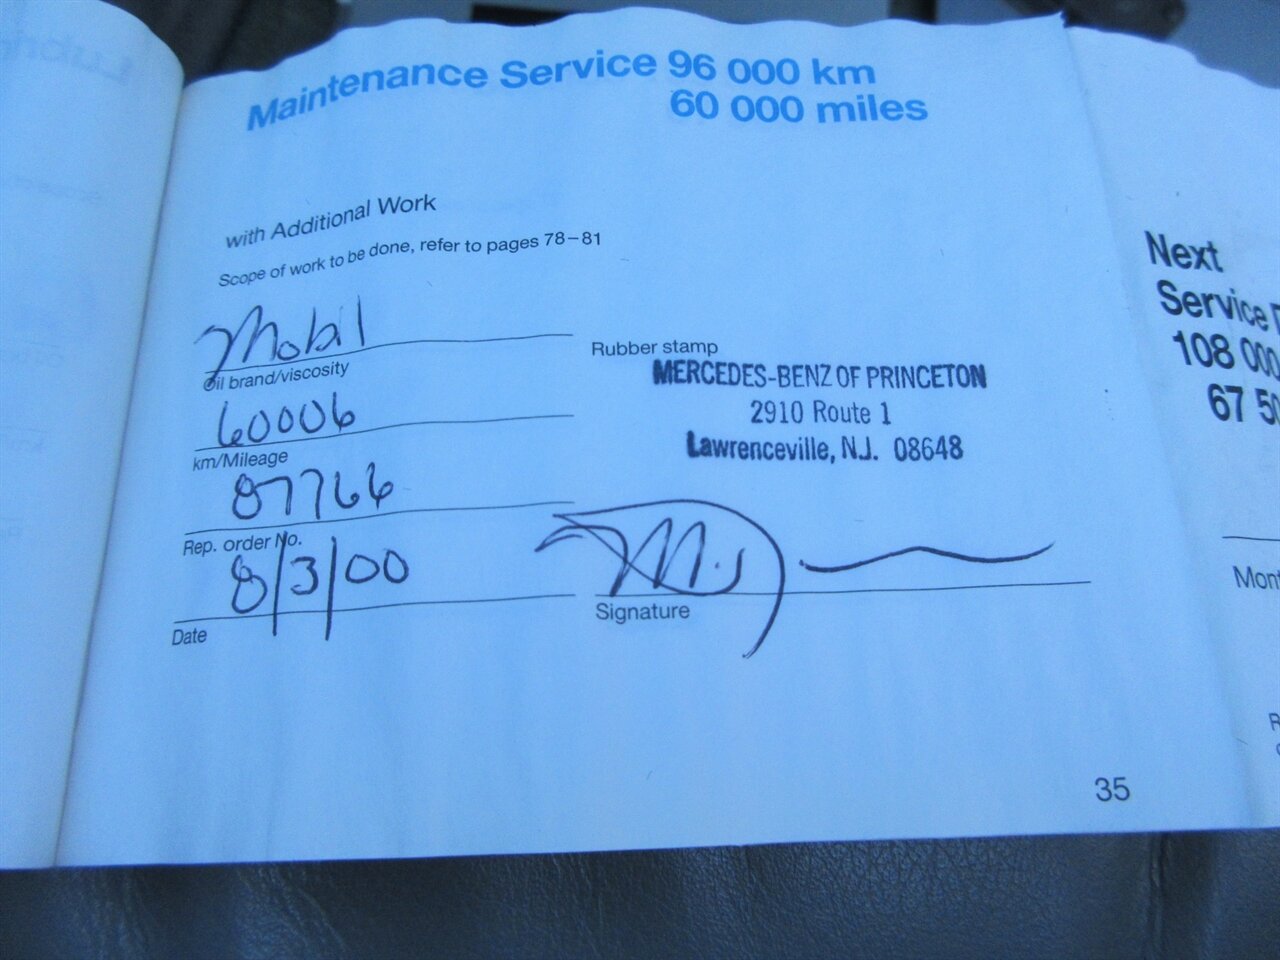 Maintenance Service 96 000 km
60 000 miles
with Additional Work
Scope of work to be done, refer to pages 78–81
Mobil
Oil brand/viscosity
60006
km/Mileage
87766
Rep. order No.
8/3/00
Date
Rubber stamp
MERCEDES-BENZ OF PRINCETON
2910 Route 1
Lawrenceville, N.J. 08648
Signature
35
Next
Service
108 000
67 50